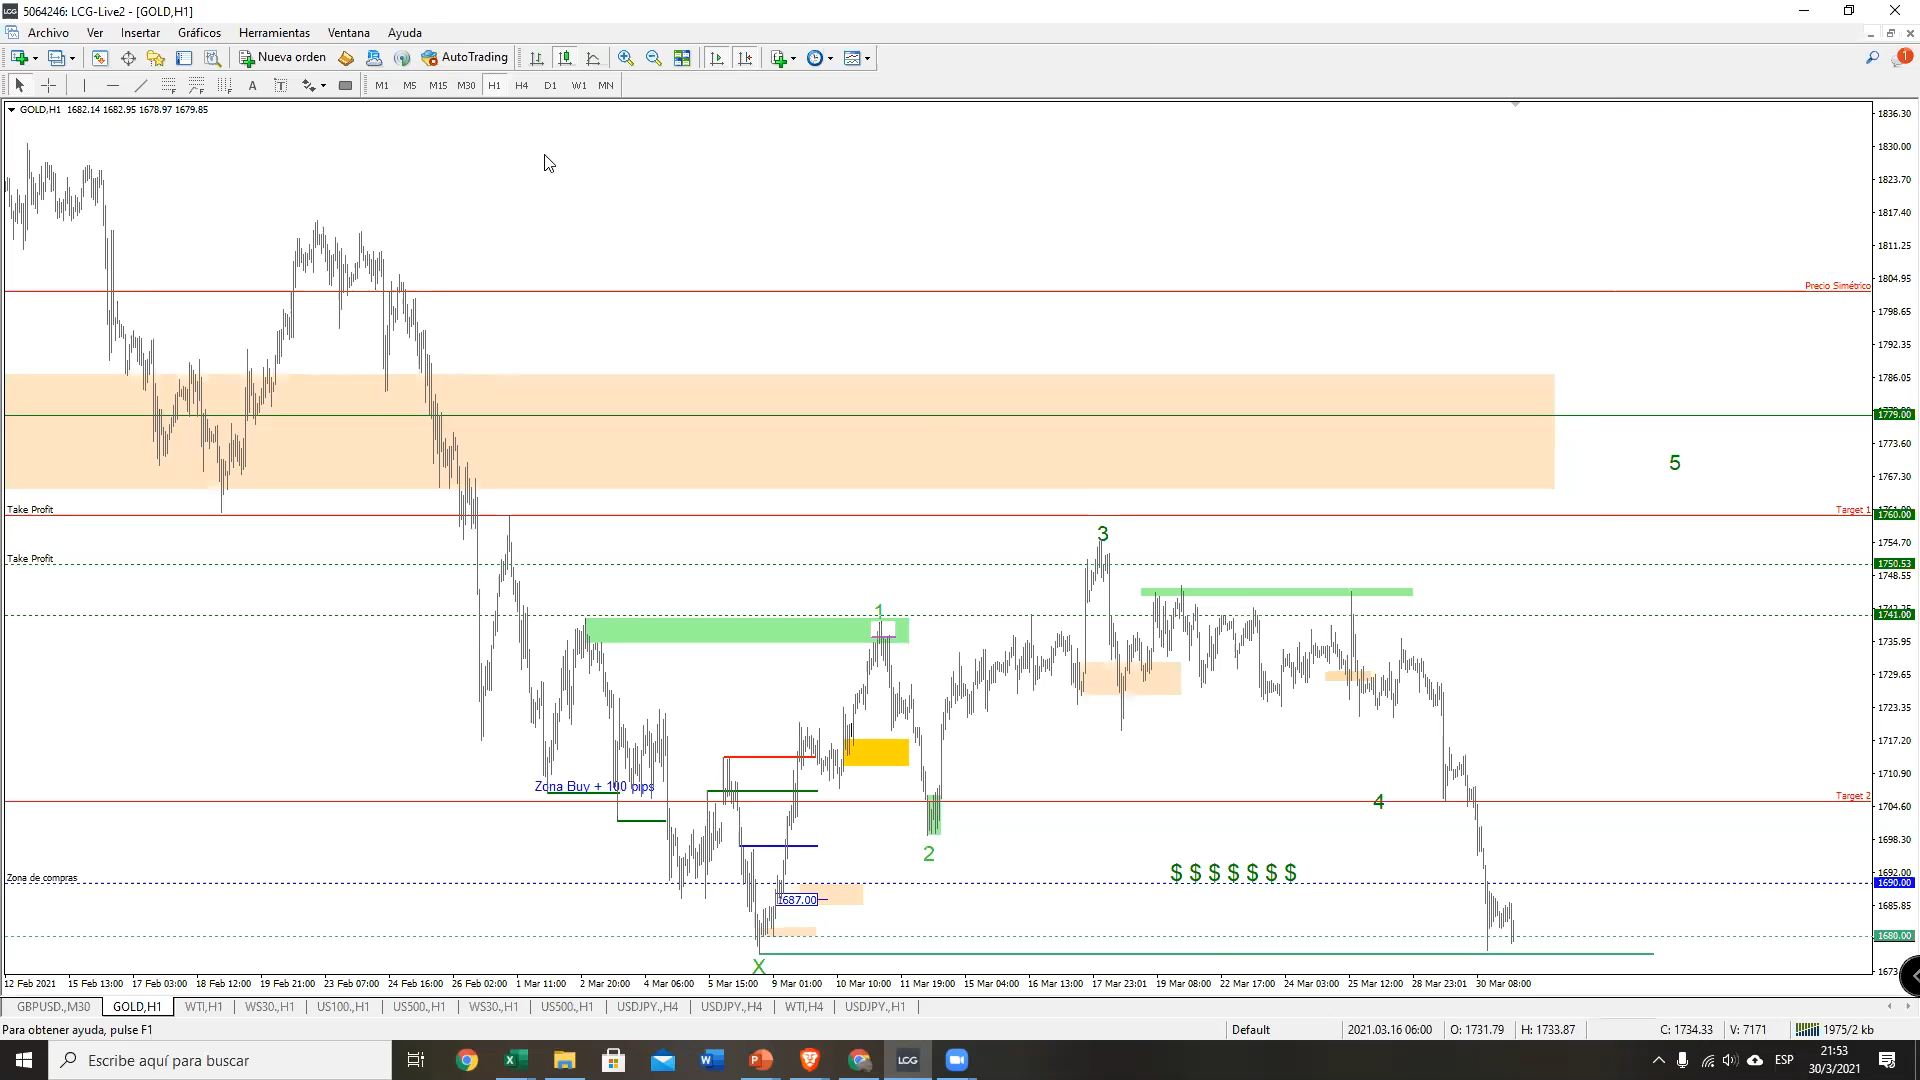 5064246: LCG-Live2 - [GOLD,H1]
Archivo Ver Insertar Gráficos Herramientas Ventana Ayuda
Nueva orden AutoTrading
1
A T M1 M5 M15 M30 H1 H4 D1 W1 MN
GOLD,H1 1682.14 1682.95 1678.97 1679.85
1836.30
1830.00
1823.70
1817.40
1811.25
1804.95
Precio Simétrico
1798.65
1792.35
1786.05
1779.00
1773.60
5
1767.30
Take Profit
Target 1
1760.00
3
1754.70
Take Profit
1750.53
1748.55
1
1741.00
1735.95
1729.65
1723.35
1717.20
1710.90
Zona Buy + 100 pips
Target 2
4
1704.60
1698.30
2
$ $ $ $ $ $ $
1692.00
Zona de compras
1690.00
1687.00
1685.85
1680.00
X
1673
12 Feb 2021 15 Feb 13:00 17 Feb 03:00 18 Feb 12:00 19 Feb 21:00 23 Feb 07:00 24 Feb 16:00 26 Feb 02:00 1 Mar 11:00 2 Mar 20:00 4 Mar 06:00 5 Mar 15:00 9 Mar 01:00 10 Mar 10:00 11 Mar 19:00 15 Mar 04:00 16 Mar 13:00 17 Mar 23:01 19 Mar 08:00 22 Mar 17:00 24 Mar 03:00 25 Mar 12:00 28 Mar 23:01 30 Mar 08:00
GBPUSD.,M30 GOLD,H1 WTI,H1 WS30.,H1 US100.,H1 US500.,H1 WS30.,H1 US500.,H1 USDJPY.,H4 USDJPY.,H4 WTI,H4 USDJPY.,H1
Para obtener ayuda, pulse F1 Default 2021.03.16 06:00 O: 1731.79 H: 1733.87 C: 1734.33 V: 7171 1975/2 kb
Escribe aquí para buscar LCG ESP 21:53
30/3/2021